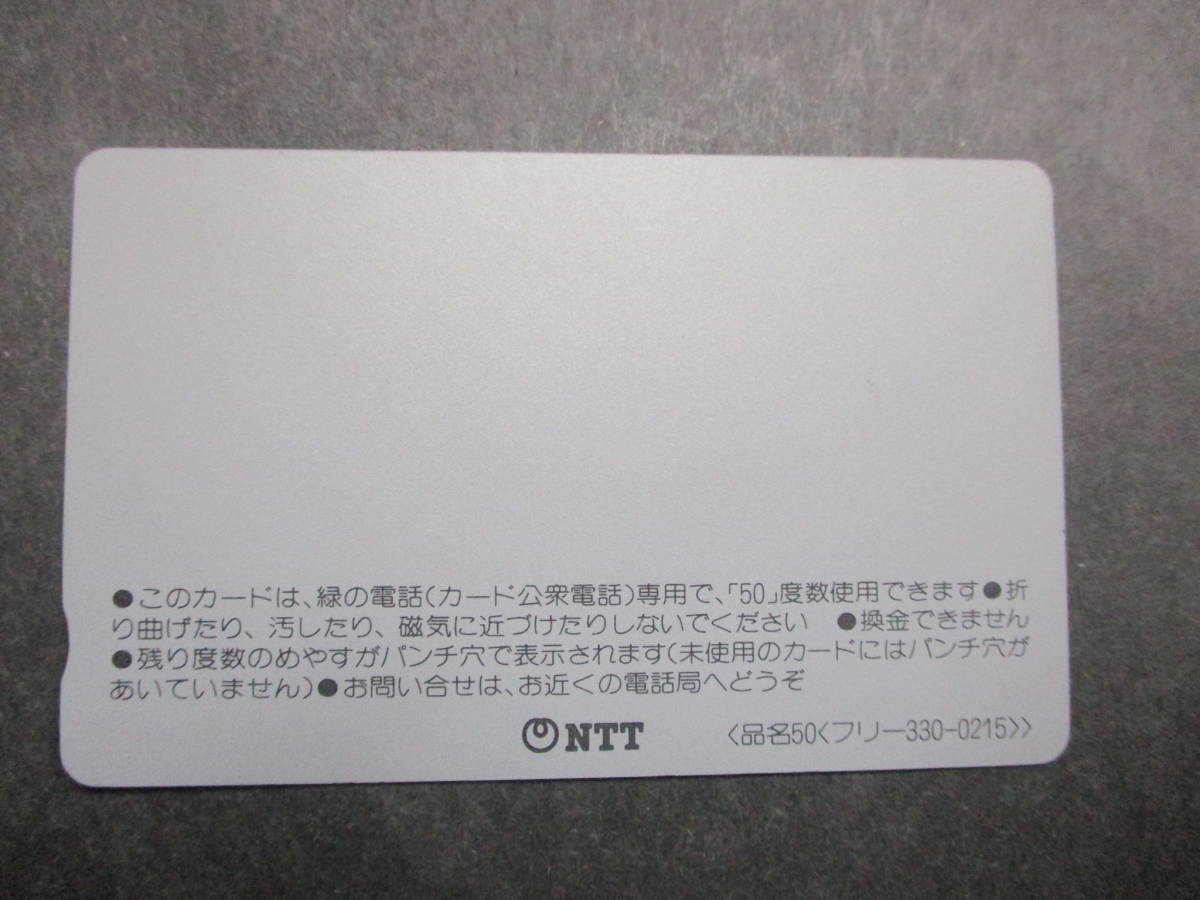 ●このカードは、緑の電話(カード公衆電話)専用で、「50」度数使用できます●折
り曲げたり、汚したり、磁気に近づけたりしないでください ●換金できません
●残り度数のめやすがパンチ穴で表示されます(未使用のカードにはパンチ穴が
あいていません)●お問い合せは、お近くの電話局へどうぞ
NTT 〈品名50〈フリー330-0215〉〉